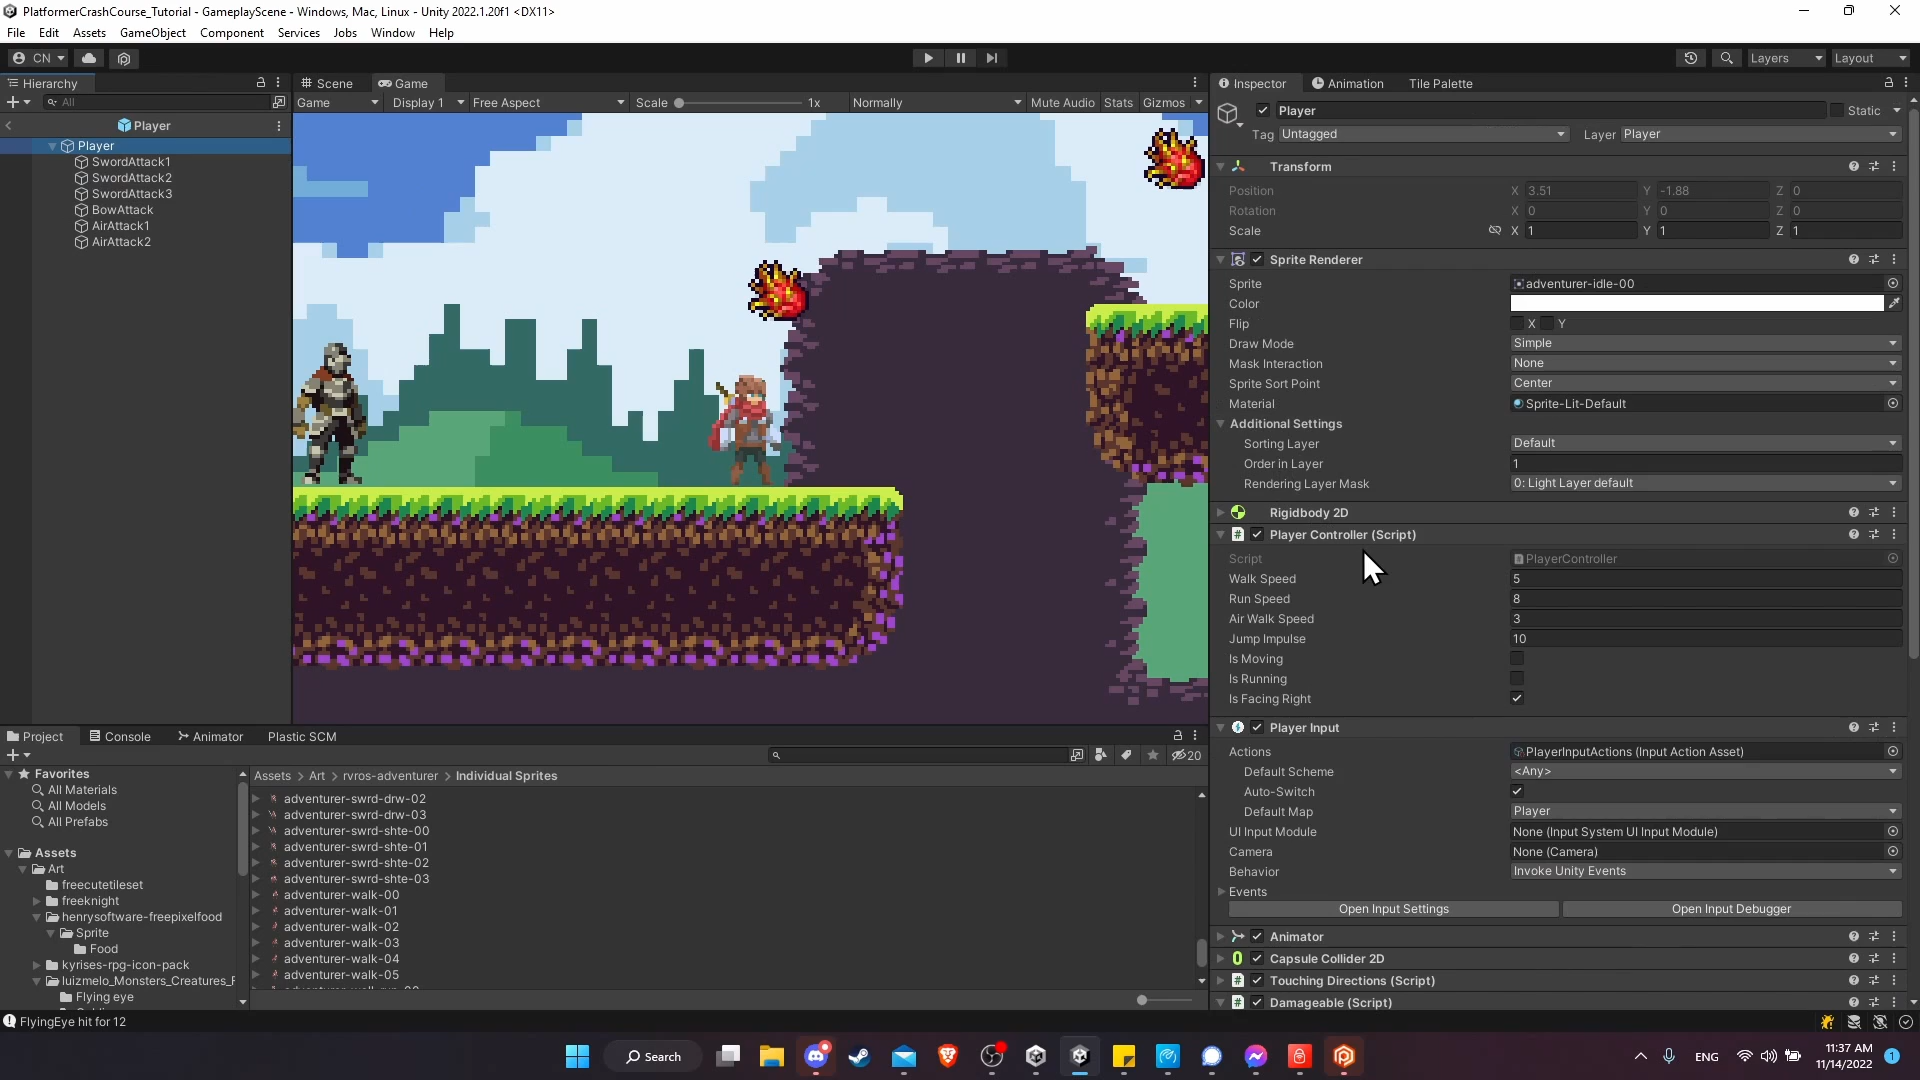 PlatformerCrashCourse_Tutorial - GameplayScene - Windows, Mac, Linux - Unity 2022.1.20f1 <DX11>
File Edit Assets GameObject Component Services Jobs Window Help
CN
Layers Layout
Hierarchy
All
Player
Player
SwordAttack1
SwordAttack2
SwordAttack3
BowAttack
AirAttack1
AirAttack2
Scene Game
Game Display 1 Free Aspect Scale 1x Normally Mute Audio Stats Gizmos
Inspector Animation Tile Palette
Player Static
Tag Untagged Layer Player
Transform
Position X 3.51 Y -1.88 Z 0
Rotation X 0 Y 0 Z 0
Scale X 1 Y 1 Z 1
Sprite Renderer
Sprite adventurer-idle-00
Color
Flip X Y
Draw Mode Simple
Mask Interaction None
Sprite Sort Point Center
Material Sprite-Lit-Default
Additional Settings
Sorting Layer Default
Order in Layer 1
Rendering Layer Mask 0: Light Layer default
Rigidbody 2D
Player Controller (Script)
Script PlayerController
Walk Speed 5
Run Speed 8
Air Walk Speed 3
Jump Impulse 10
Is Moving
Is Running
Is Facing Right
Player Input
Actions PlayerInputActions (Input Action Asset)
Default Scheme <Any>
Auto-Switch
Default Map Player
UI Input Module None (Input System UI Input Module)
Camera None (Camera)
Behavior Invoke Unity Events
Events
Open Input Settings Open Input Debugger
Animator
Capsule Collider 2D
Touching Directions (Script)
Damageable (Script)
Project Console Animator Plastic SCM
20
Favorites
All Materials
All Models
All Prefabs
Assets
Art
freecutetileset
freeknight
henrysoftware-freepixelfood
Sprite
Food
kyrises-rpg-icon-pack
luizmelo_Monsters_Creatures_F
Flying eye
Assets > Art > rvros-adventurer > Individual Sprites
adventurer-swrd-drw-02
adventurer-swrd-drw-03
adventurer-swrd-shte-00
adventurer-swrd-shte-01
adventurer-swrd-shte-02
adventurer-swrd-shte-03
adventurer-walk-00
adventurer-walk-01
adventurer-walk-02
adventurer-walk-03
adventurer-walk-04
adventurer-walk-05
FlyingEye hit for 12
Search
ENG
11:37 AM
11/14/2022
1